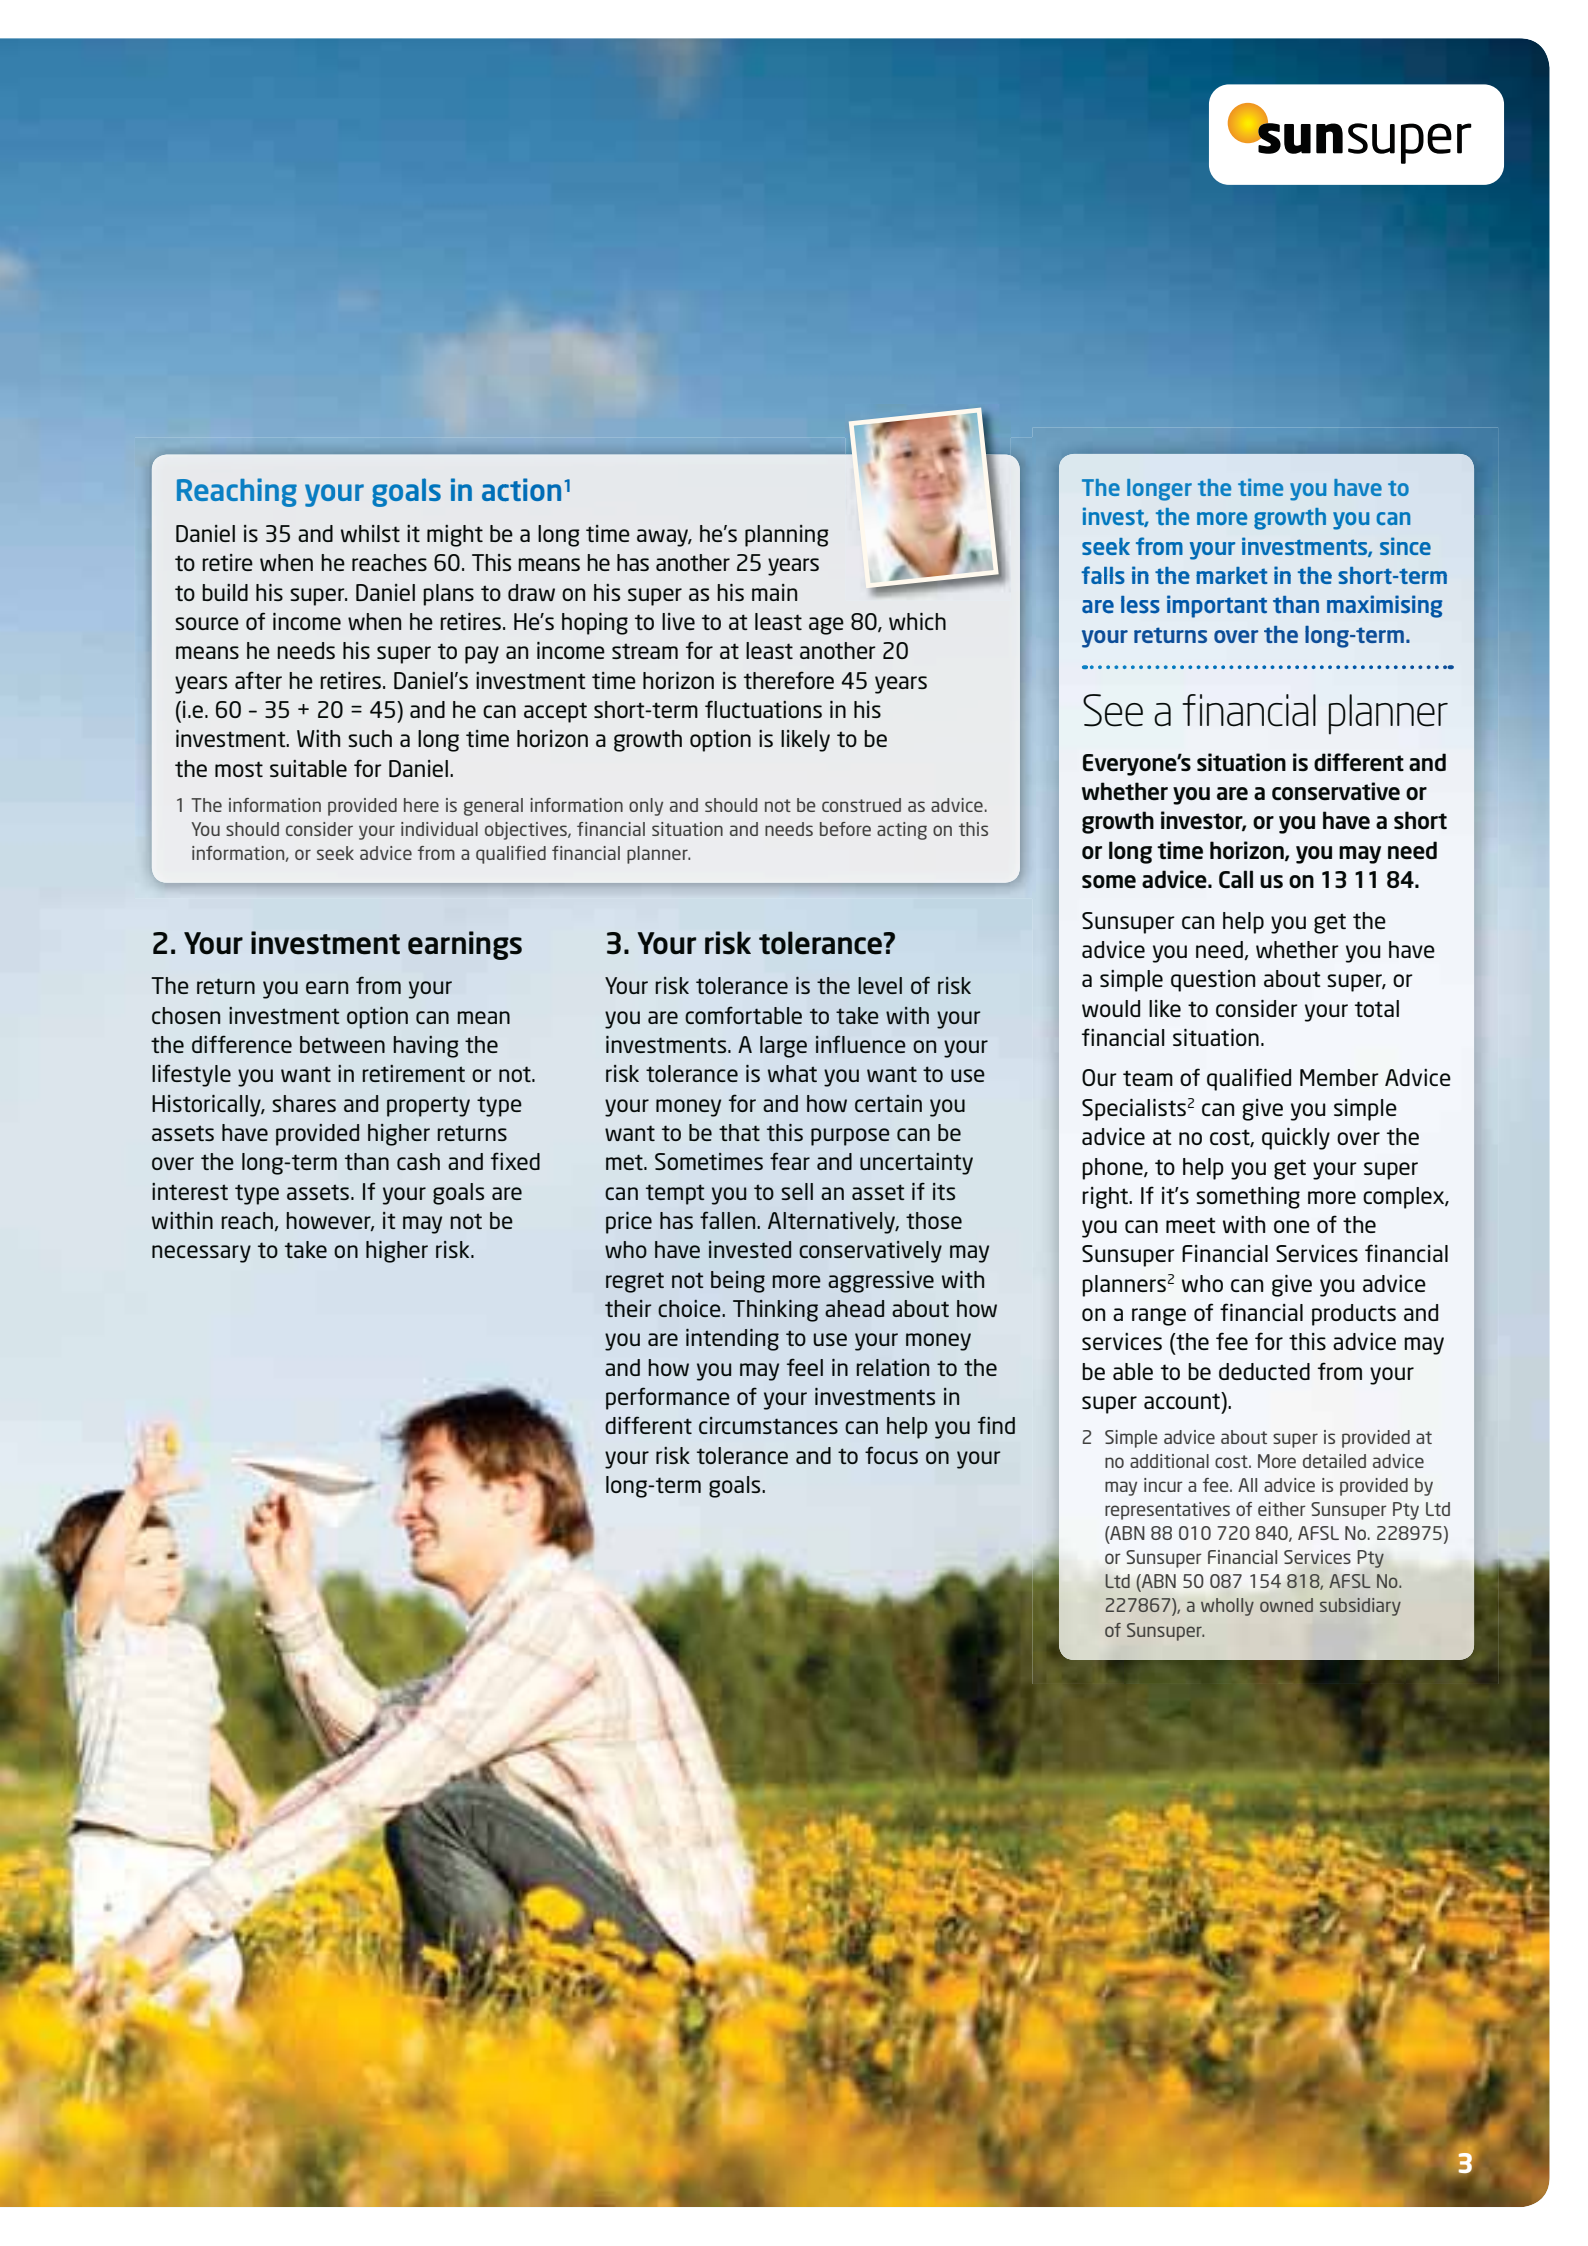 sunsuper
Reaching your goals in action1
Daniel is 35 and whilst it might be a long time away, he's planning
to retire when he reaches 60. This means he has another 25 years
to build his super. Daniel plans to draw on his super as his main
source of income when he retires. He's hoping to live to at least age 80, which
means he needs his super to pay an income stream for at least another 20
years after he retires. Daniel's investment time horizon is therefore 45 years
(i.e. 60 – 35 + 20 = 45) and he can accept short-term fluctuations in his
investment. With such a long time horizon a growth option is likely to be
the most suitable for Daniel.
1 The information provided here is general information only and should not be construed as advice.
You should consider your individual objectives, financial situation and needs before acting on this
information, or seek advice from a qualified financial planner.
2. Your investment earnings
The return you earn from your
chosen investment option can mean
the difference between having the
lifestyle you want in retirement or not.
Historically, shares and property type
assets have provided higher returns
over the long-term than cash and fixed
interest type assets. If your goals are
within reach, however, it may not be
necessary to take on higher risk.
3. Your risk tolerance?
Your risk tolerance is the level of risk
you are comfortable to take with your
investments. A large influence on your
risk tolerance is what you want to use
your money for and how certain you
want to be that this purpose can be
met. Sometimes fear and uncertainty
can tempt you to sell an asset if its
price has fallen. Alternatively, those
who have invested conservatively may
regret not being more aggressive with
their choice. Thinking ahead about how
you are intending to use your money
and how you may feel in relation to the
performance of your investments in
different circumstances can help you find
your risk tolerance and to focus on your
long-term goals.
The longer the time you have to
invest, the more growth you can
seek from your investments, since
falls in the market in the short-term
are less important than maximising
your returns over the long-term.
See a financial planner
Everyone's situation is different and
whether you are a conservative or
growth investor, or you have a short
or long time horizon, you may need
some advice. Call us on 13 11 84.
Sunsuper can help you get the
advice you need, whether you have
a simple question about super, or
would like to consider your total
financial situation.
Our team of qualified Member Advice
Specialists2 can give you simple
advice at no cost, quickly over the
phone, to help you get your super
right. If it's something more complex,
you can meet with one of the
Sunsuper Financial Services financial
planners2 who can give you advice
on a range of financial products and
services (the fee for this advice may
be able to be deducted from your
super account).
2 Simple advice about super is provided at
no additional cost. More detailed advice
may incur a fee. All advice is provided by
representatives of either Sunsuper Pty Ltd
(ABN 88 010 720 840, AFSL No. 228975)
or Sunsuper Financial Services Pty
Ltd (ABN 50 087 154 818, AFSL No.
227867), a wholly owned subsidiary
of Sunsuper.
3